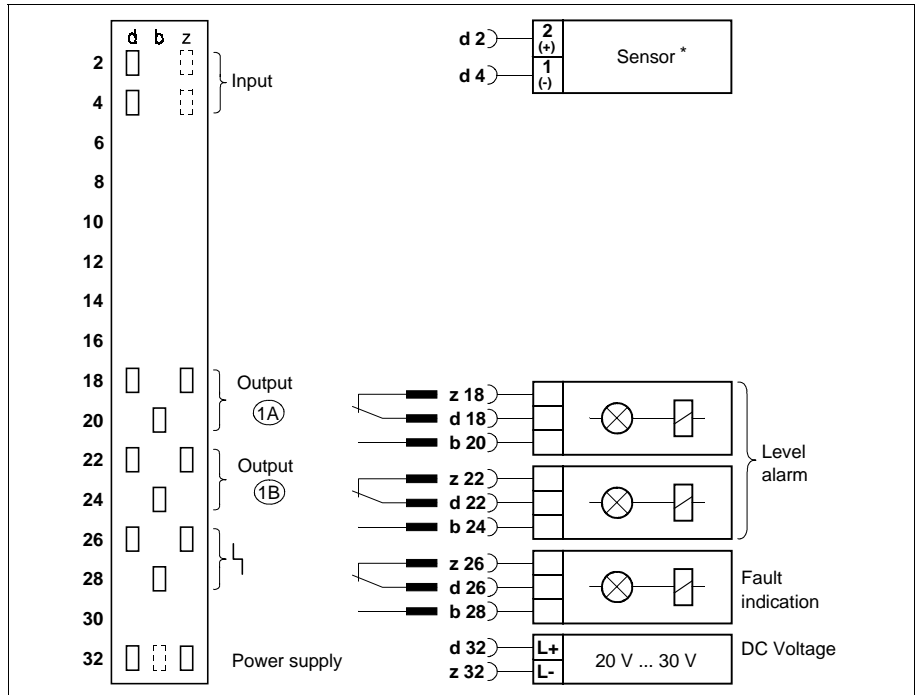 d b z
2
4
6
8
10
12
14
16
18
20
22
24
26
28
30
32
Input
Output
1A
Output
1B
Power supply
d 2
d 4
2
(+)
1
(-)
Sensor *
z 18
d 18
b 20
z 22
d 22
b 24
Level
alarm
z 26
d 26
b 28
Fault
indication
d 32
z 32
L+
L-
20 V ... 30 V
DC Voltage